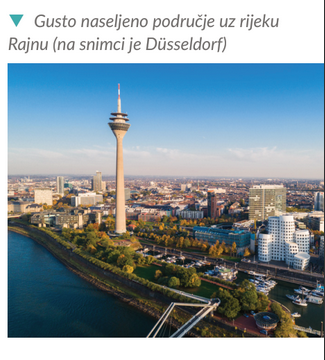 Gusto naseljeno područje uz rijeku
Rajnu (na snimci je Düsseldorf)